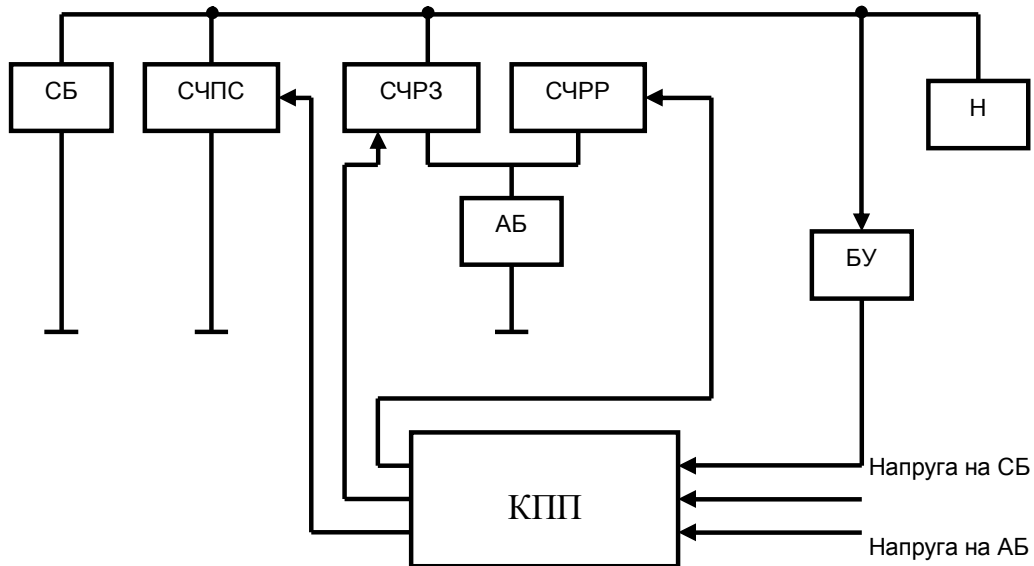 СБ
СЧПС
СЧРЗ
СЧРР
Н
АБ
БУ
КПП
Напруга на СБ
Напруга на АБ